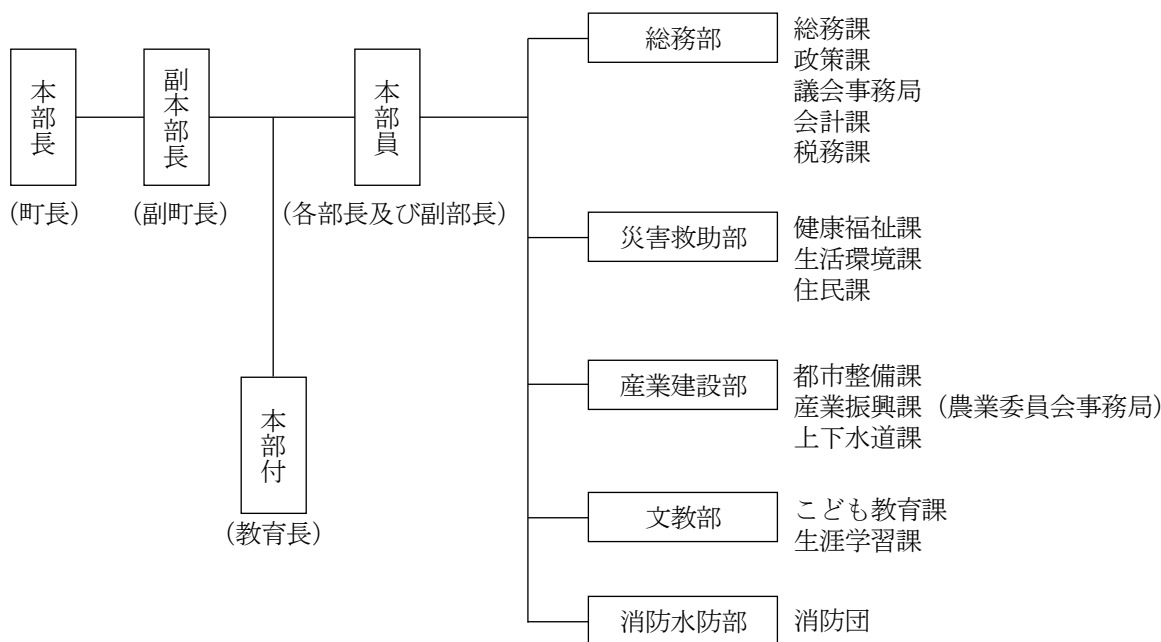 本部長
(町長)
副本部長
(副町長)
本部付
(教育長)
本部員
(各部長及び副部長)
総務部
総務課
政策課
議会事務局
会計課
税務課
災害救助部
健康福祉課
生活環境課
住民課
産業建設部
都市整備課
産業振興課(農業委員会事務局)
上下水道課
文教部
こども教育課
生涯学習課
消防水防部
消防団